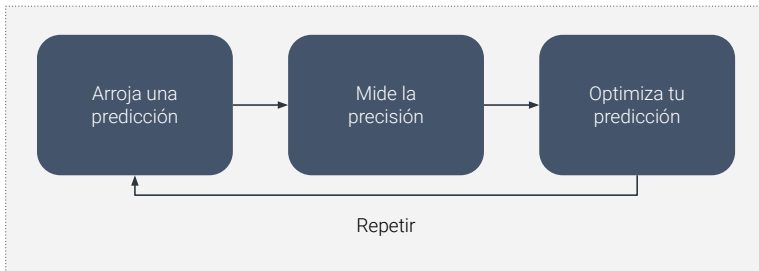 Arroja una
predicción
Mide la
precisión
Optimiza tu
predicción
Repetir